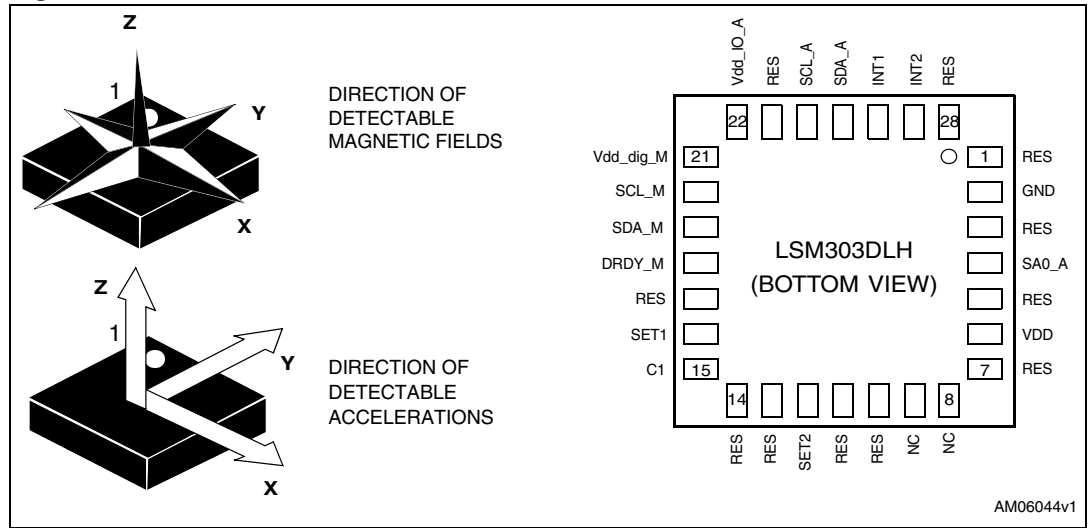 Z
1
Y
X
DIRECTION OF
DETECTABLE
MAGNETIC FIELDS
Z
1
Y
X
DIRECTION OF
DETECTABLE
ACCELERATIONS
Vdd_IO_A
RES
SCL_A
SDA_A
INT1
INT2
RES
22
28
Vdd_dig_M
21
1
RES
SCL_M
GND
SDA_M
RES
DRDY_M
SA0_A
RES
RES
SET1
VDD
C1
15
7
RES
LSM303DLH
(BOTTOM VIEW)
14
8
RES
RES
SET2
RES
RES
NC
NC
AM06044v1